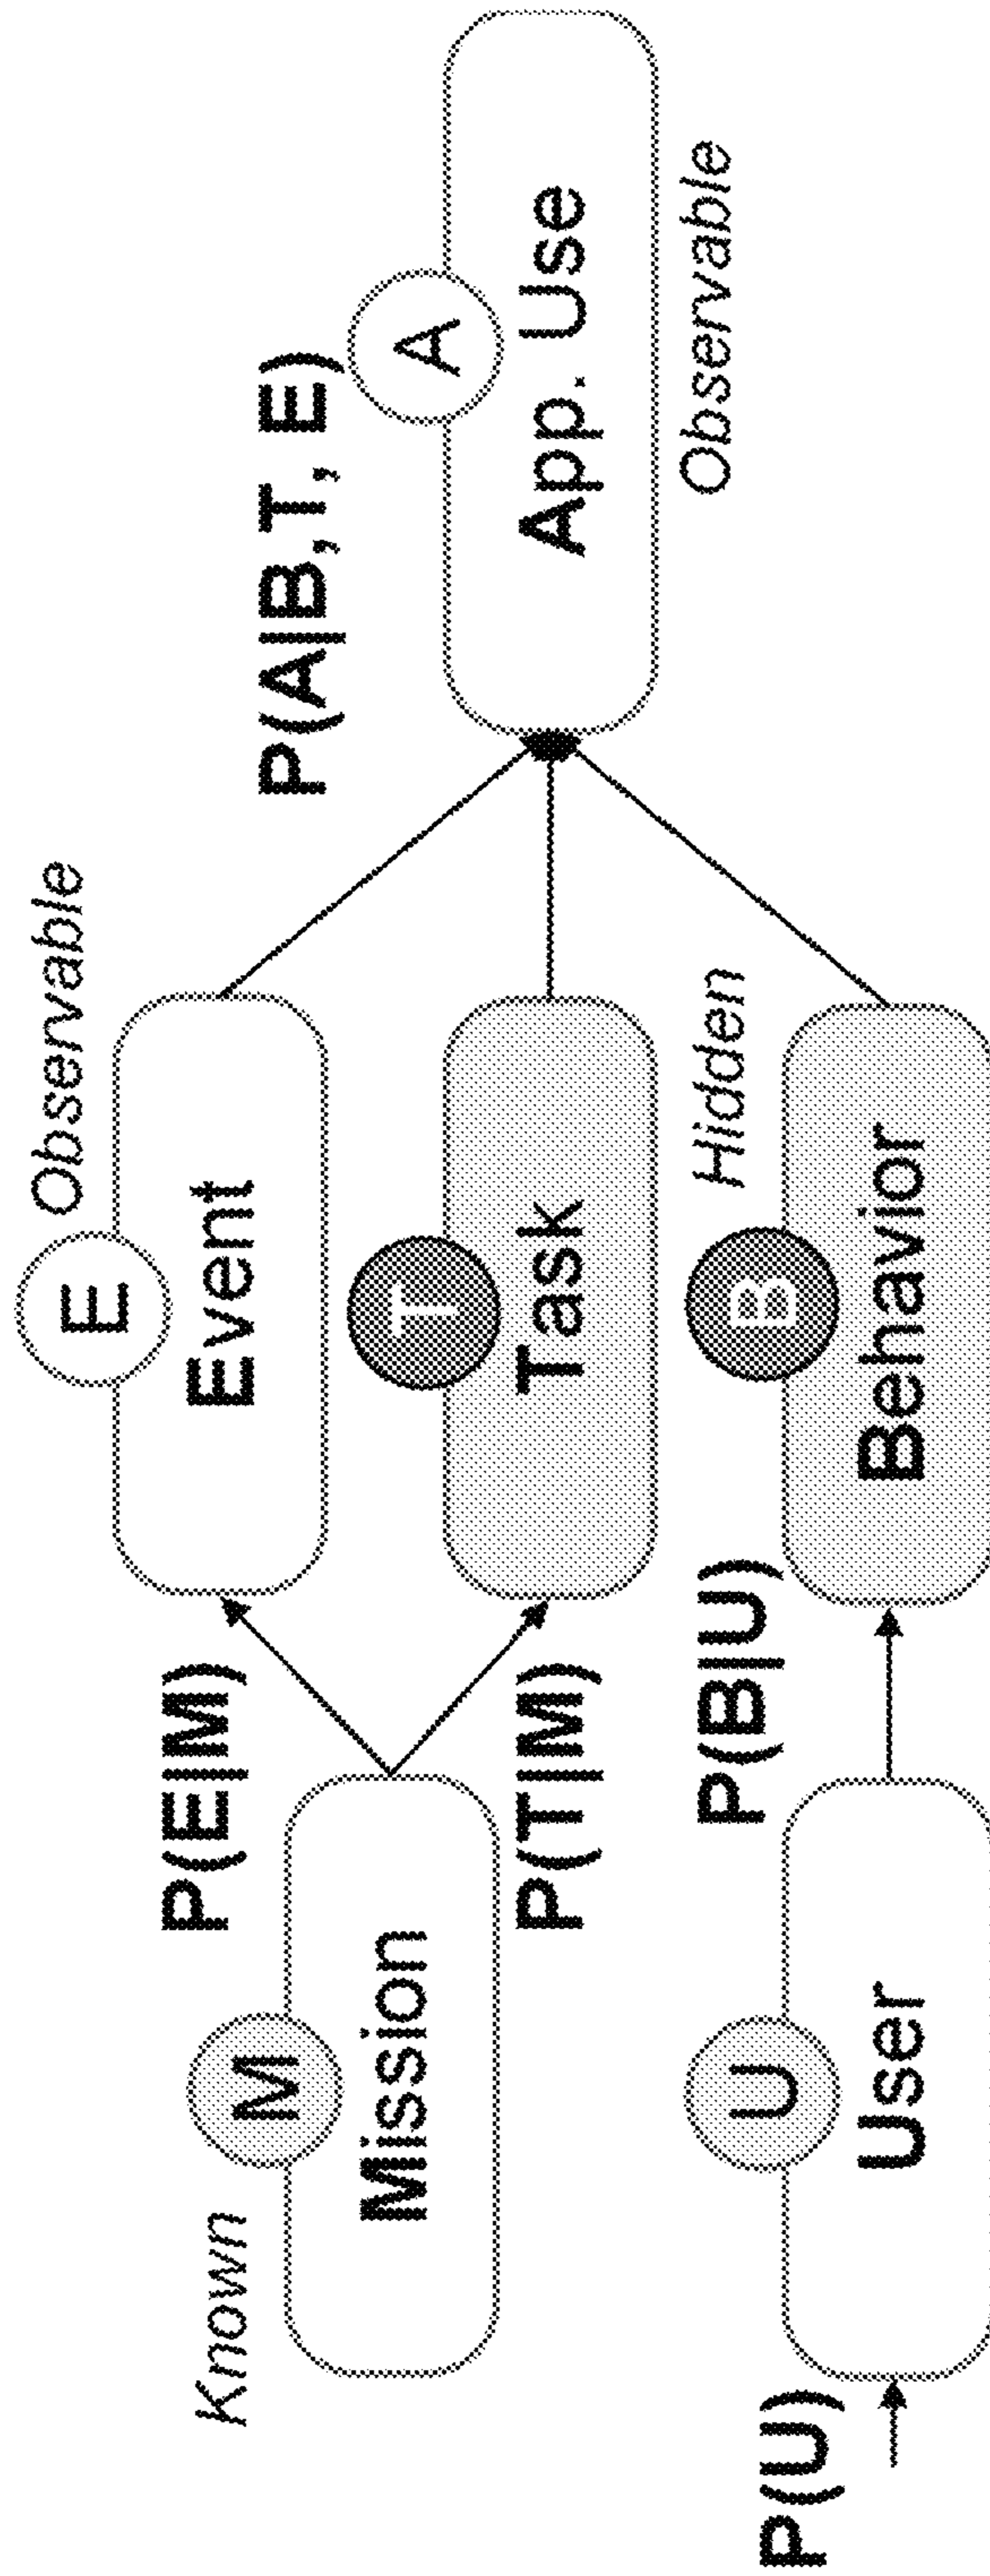 Known
M
Mission
P(U)
U
User
P(E|M)
P(T|M)
P(B|U)
E
Observable
Event
T
Task
B
Hidden
Behavior
P(A|B,T, E)
A
App. Use
Observable